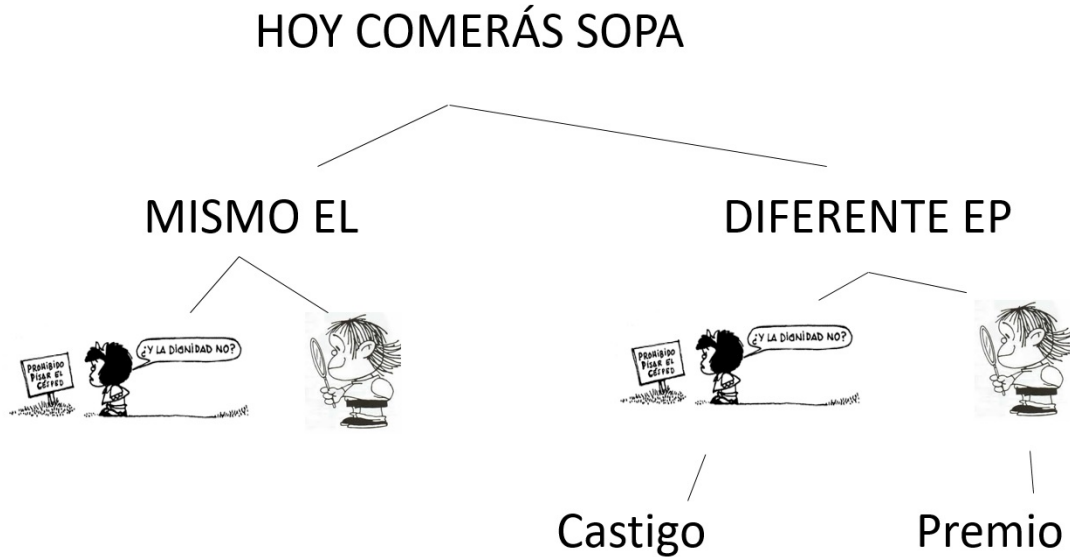 HOY COMERÁS SOPA
MISMO EL
DIFERENTE EP
PROHIBIDO
PISAR EL
CÉSPED
¿Y LA DIGNIDAD NO?
PROHIBIDO
PISAR EL
CÉSPED
¿Y LA DIGNIDAD NO?
Castigo
Premio